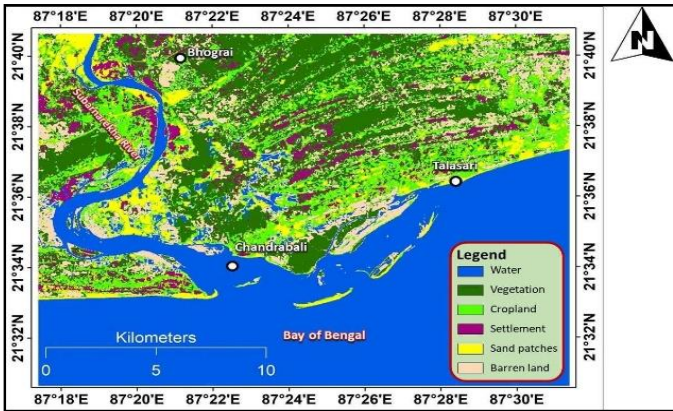 87°18'E 87°20'E 87°22'E 87°24'E 87°26'E 87°28'E 87°30'E
N
21°40'N
21°38'N
21°36'N
21°34'N
21°32'N
Bhograi
Subarnarekha River
Talasari
Chandrabali
Bay of Bengal
Kilometers
0 5 10
Legend
Water
Vegetation
Cropland
Settlement
Sand patches
Barren land
21°40'N
21°38'N
21°36'N
21°34'N
21°32'N
87°18'E 87°20'E 87°22'E 87°24'E 87°26'E 87°28'E 87°30'E